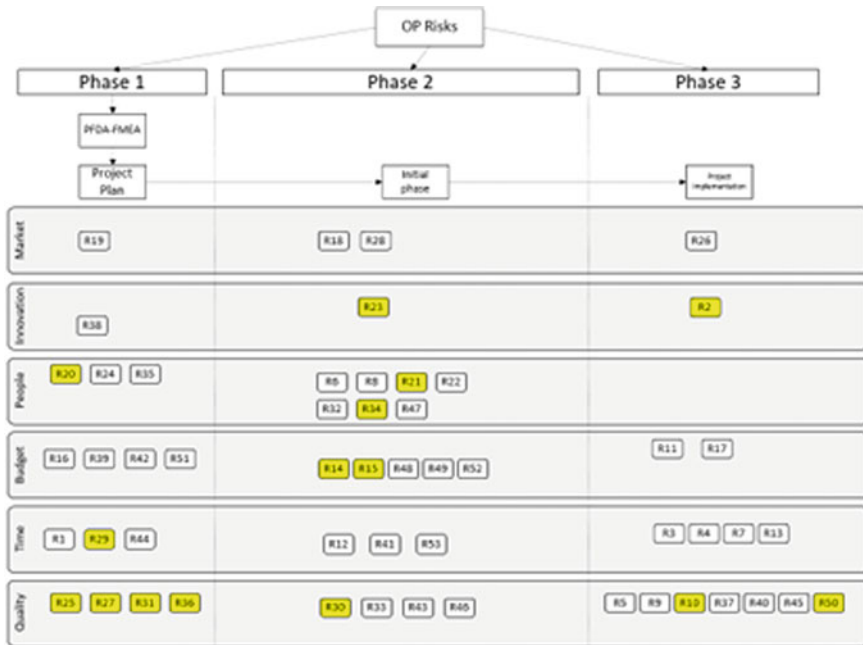 OP Risks
Phase 1
Phase 2
Phase 3
PFDA-FMEA
Project
Plan
Initial
phase
Project
implementation
Market
R19
R18 R28
R26
Innovation
R38
R23
R2
People
R20 R24 R35
R6 R8 R21 R22
R32 R34 R47
Budget
R16 R39 R42 R51
R14 R15 R48 R49 R52
R11 R17
Time
R1 R29 R44
R12 R41 R53
R3 R4 R7 R13
Quality
R25 R27 R31 R36
R30 R33 R43 R46
R5 R9 R10 R37 R40 R45 R50